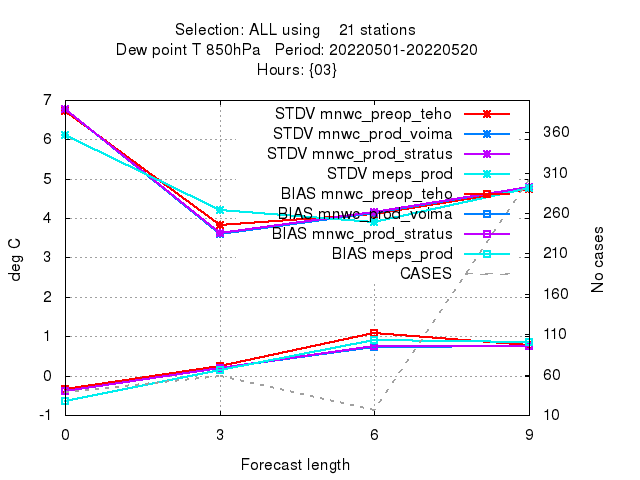 Selection: ALL using 21 stations
Dew point T 850hPa Period: 20220501-20220520
Hours: {03}
STDV mnwc_preop_teho
STDV mnwc_prod_voima
STDV mnwc_prod_stratus
STDV meps_prod
BIAS mnwc_preop_teho
BIAS mnwc_prod_voima
BIAS mnwc_prod_stratus
BIAS meps_prod
CASES
deg C
7
6
5
4
3
2
1
0
-1
No cases
360
310
260
210
160
110
60
10
0 3 6 9
Forecast length